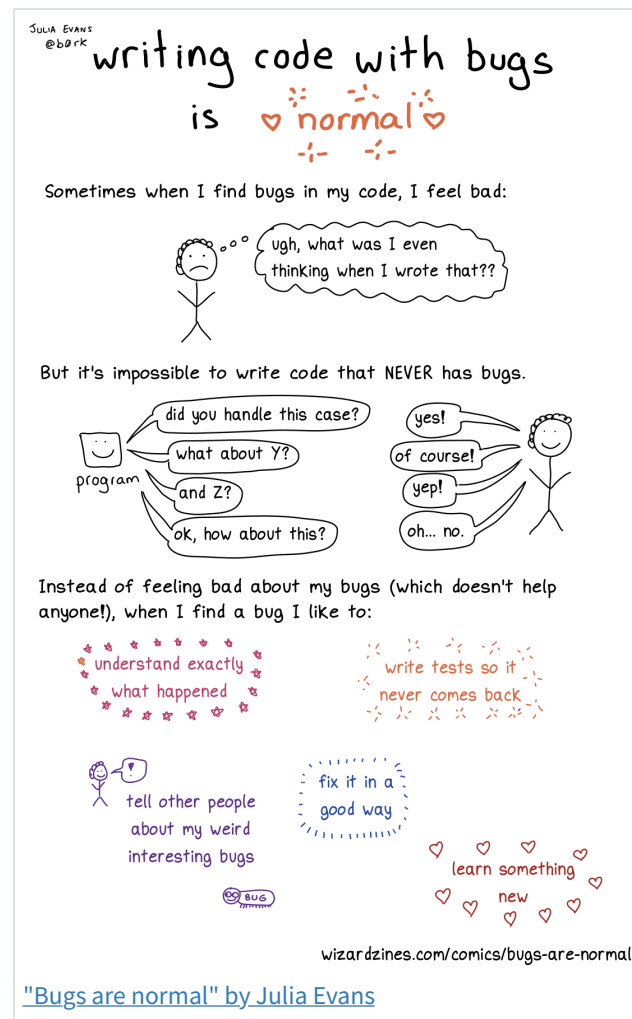 JULIA EVANS
@b0rk
writing code with bugs
is ♡ normal ♡
Sometimes when I find bugs in my code, I feel bad:
ugh, what was I even
thinking when I wrote that??
But it's impossible to write code that NEVER has bugs.
did you handle this case?
yes!
what about Y?
of course!
program
and Z?
yep!
ok, how about this?
oh... no.
Instead of feeling bad about my bugs (which doesn't help
anyone!), when I find a bug I like to:
understand exactly
what happened
write tests so it
never comes back
!
tell other people
about my weird
interesting bugs
BUG
fix it in a
good way
learn something
new
wizardzines.com/comics/bugs-are-normal
"Bugs are normal" by Julia Evans